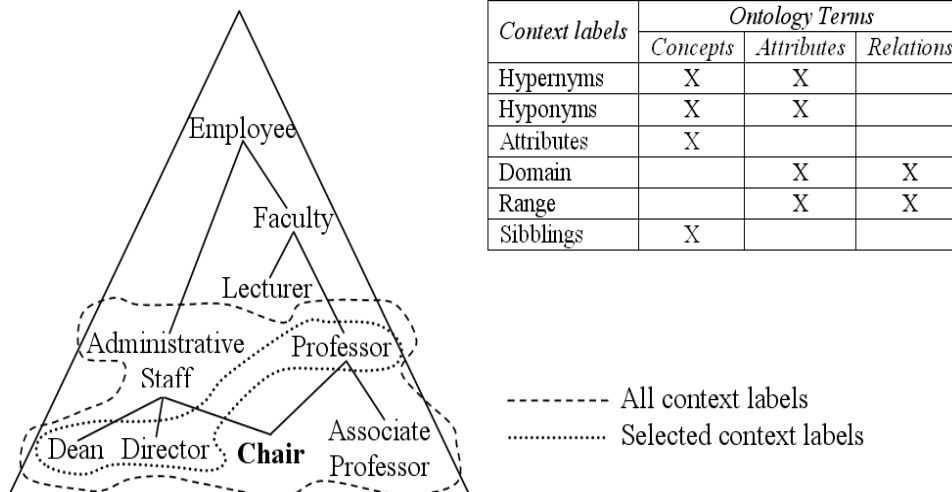 Employee
Faculty
Lecturer
Administrative
Staff
Professor
Dean
Director
Chair
Associate
Professor
Context labels
Ontology Terms
Concepts
Attributes
Relations
Hypernyms X X
Hyponyms X X
Attributes X
Domain X X
Range X X
Sibblings X
All context labels
Selected context labels